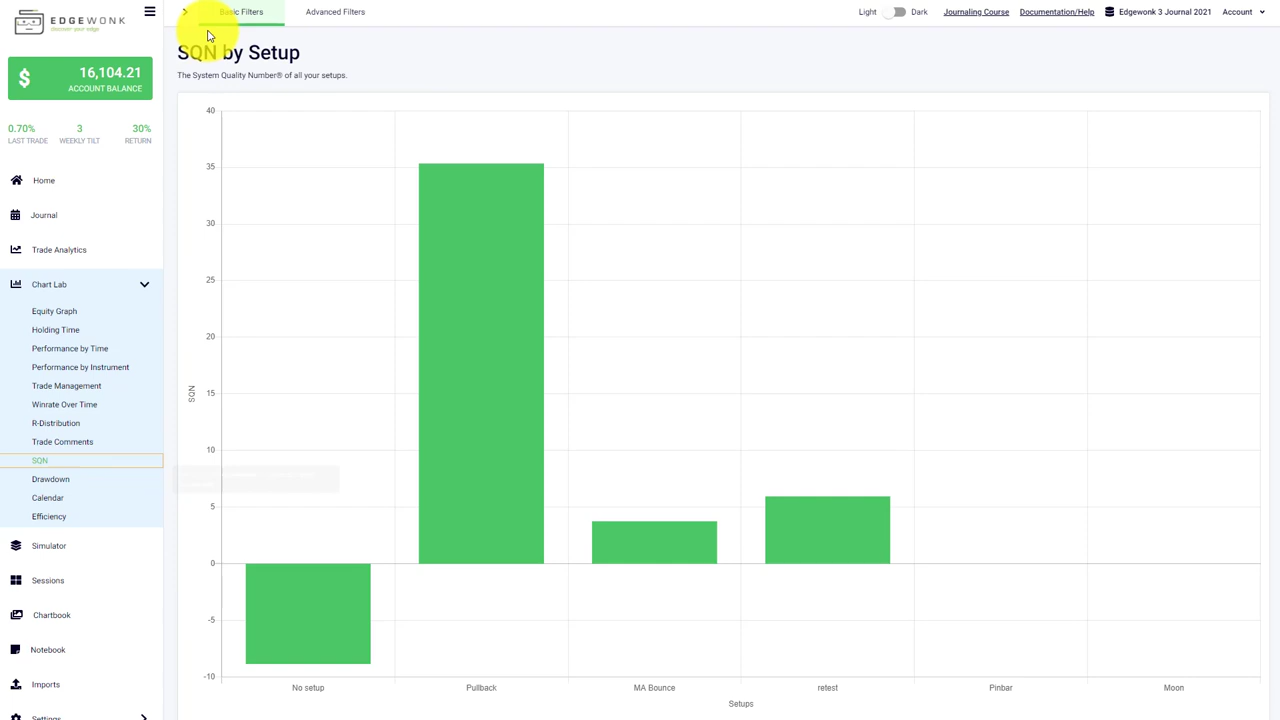 EDGEWONK
discover your edge
Basic Filters
Advanced Filters
Light
Dark
Journaling Course
Documentation/Help
Edgewonk 3 Journal 2021
Account
$
16,104.21
ACCOUNT BALANCE
0.70%
LAST TRADE
3
WEEKLY TILT
30%
RETURN
Home
Journal
Trade Analytics
Chart Lab
Equity Graph
Holding Time
Performance by Time
Performance by Instrument
Trade Management
Winrate Over Time
R-Distribution
Trade Comments
SQN
Drawdown
Calendar
Efficiency
Simulator
Sessions
Chartbook
Notebook
Imports
Settings
SQN by Setup
The System Quality Number® of all your setups.
40
35
30
25
20
15
10
5
0
-5
-10
SQN
No setup
Pullback
MA Bounce
retest
Pinbar
Moon
Setups